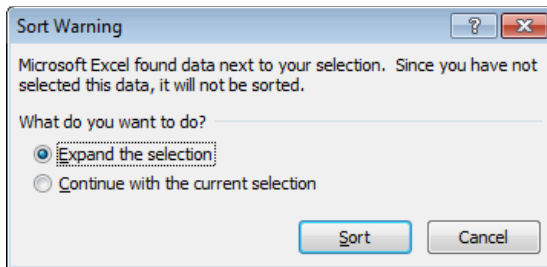 Sort Warning
Microsoft Excel found data next to your selection. Since you have not
selected this data, it will not be sorted.
What do you want to do?
Expand the selection
Continue with the current selection
Sort Cancel